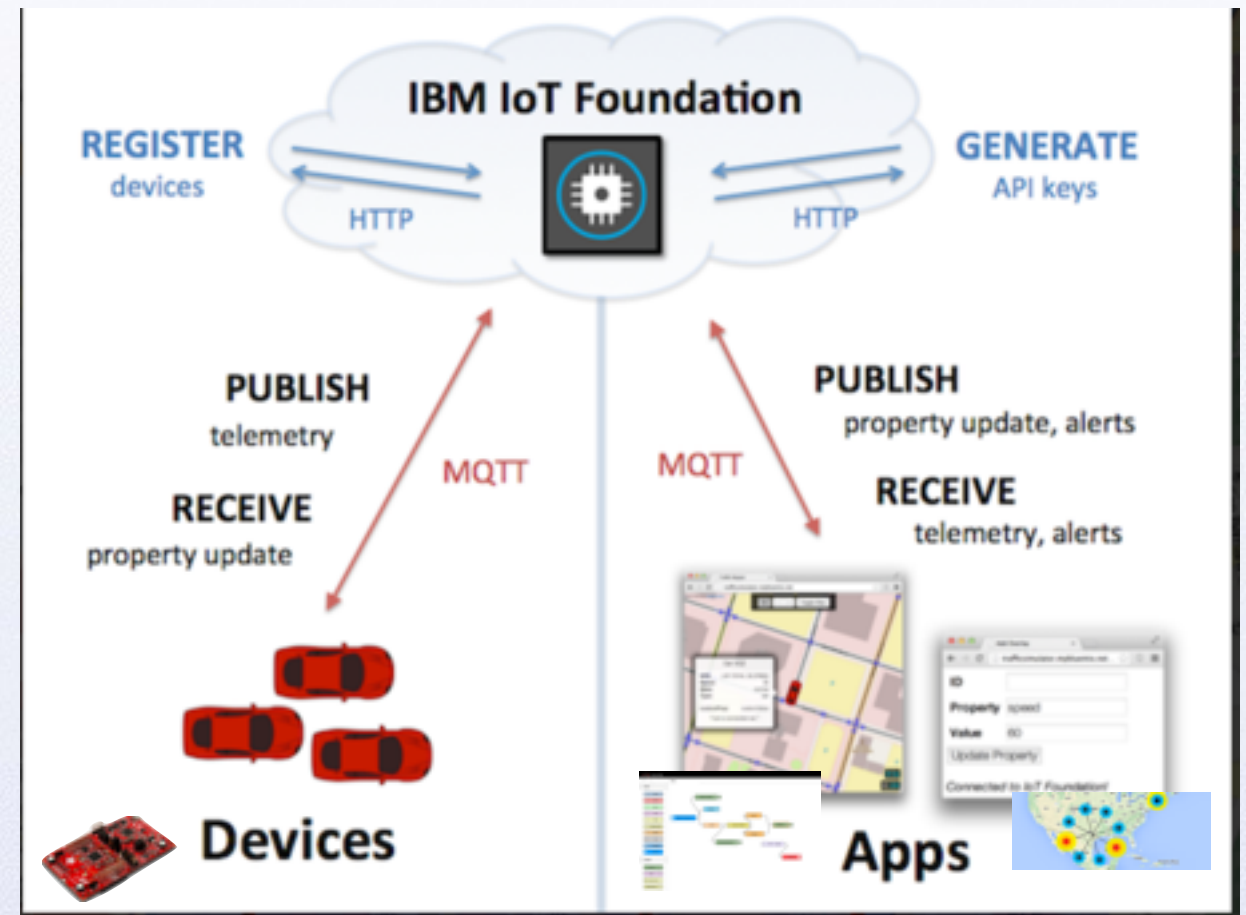 IBM IoT Foundation
REGISTER
devices
HTTP
GENERATE
API keys
HTTP
PUBLISH
telemetry
MQTT
RECEIVE
property update
PUBLISH
property update, alerts
MQTT
RECEIVE
telemetry, alerts
ID
Property speed
Value 60
Update Property
Connected to IoT Foundation!
Devices
Apps